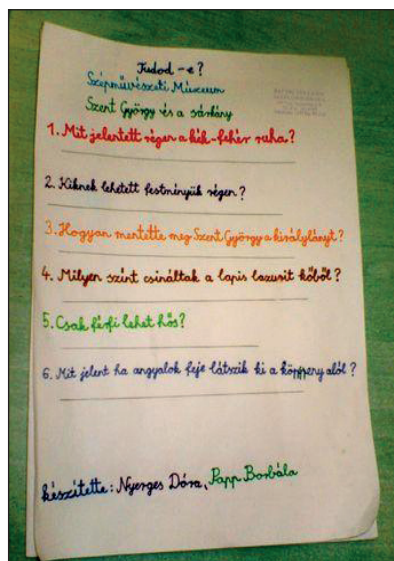 Tudod-e?
Szépművészeti Múzeum
Szent György és a sárkány
1. Mit jelentett régen a kék-fehér ruha?
2. Kiknek lehetett festményük régen?
3. Hogyan mentette meg Szent György a királylányt?
4. Milyen színt csináltak a lapis lazusit kőből?
5. Csak férfi lehet hős?
6. Mit jelent ha angyalok feje látszik ki a köppeny alól?
készítette: Nyerges Dóra, Papp Borbála